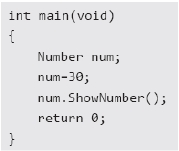 int main(void)
{
Number num;
num=30;
num.ShowNumber();
return 0;
}